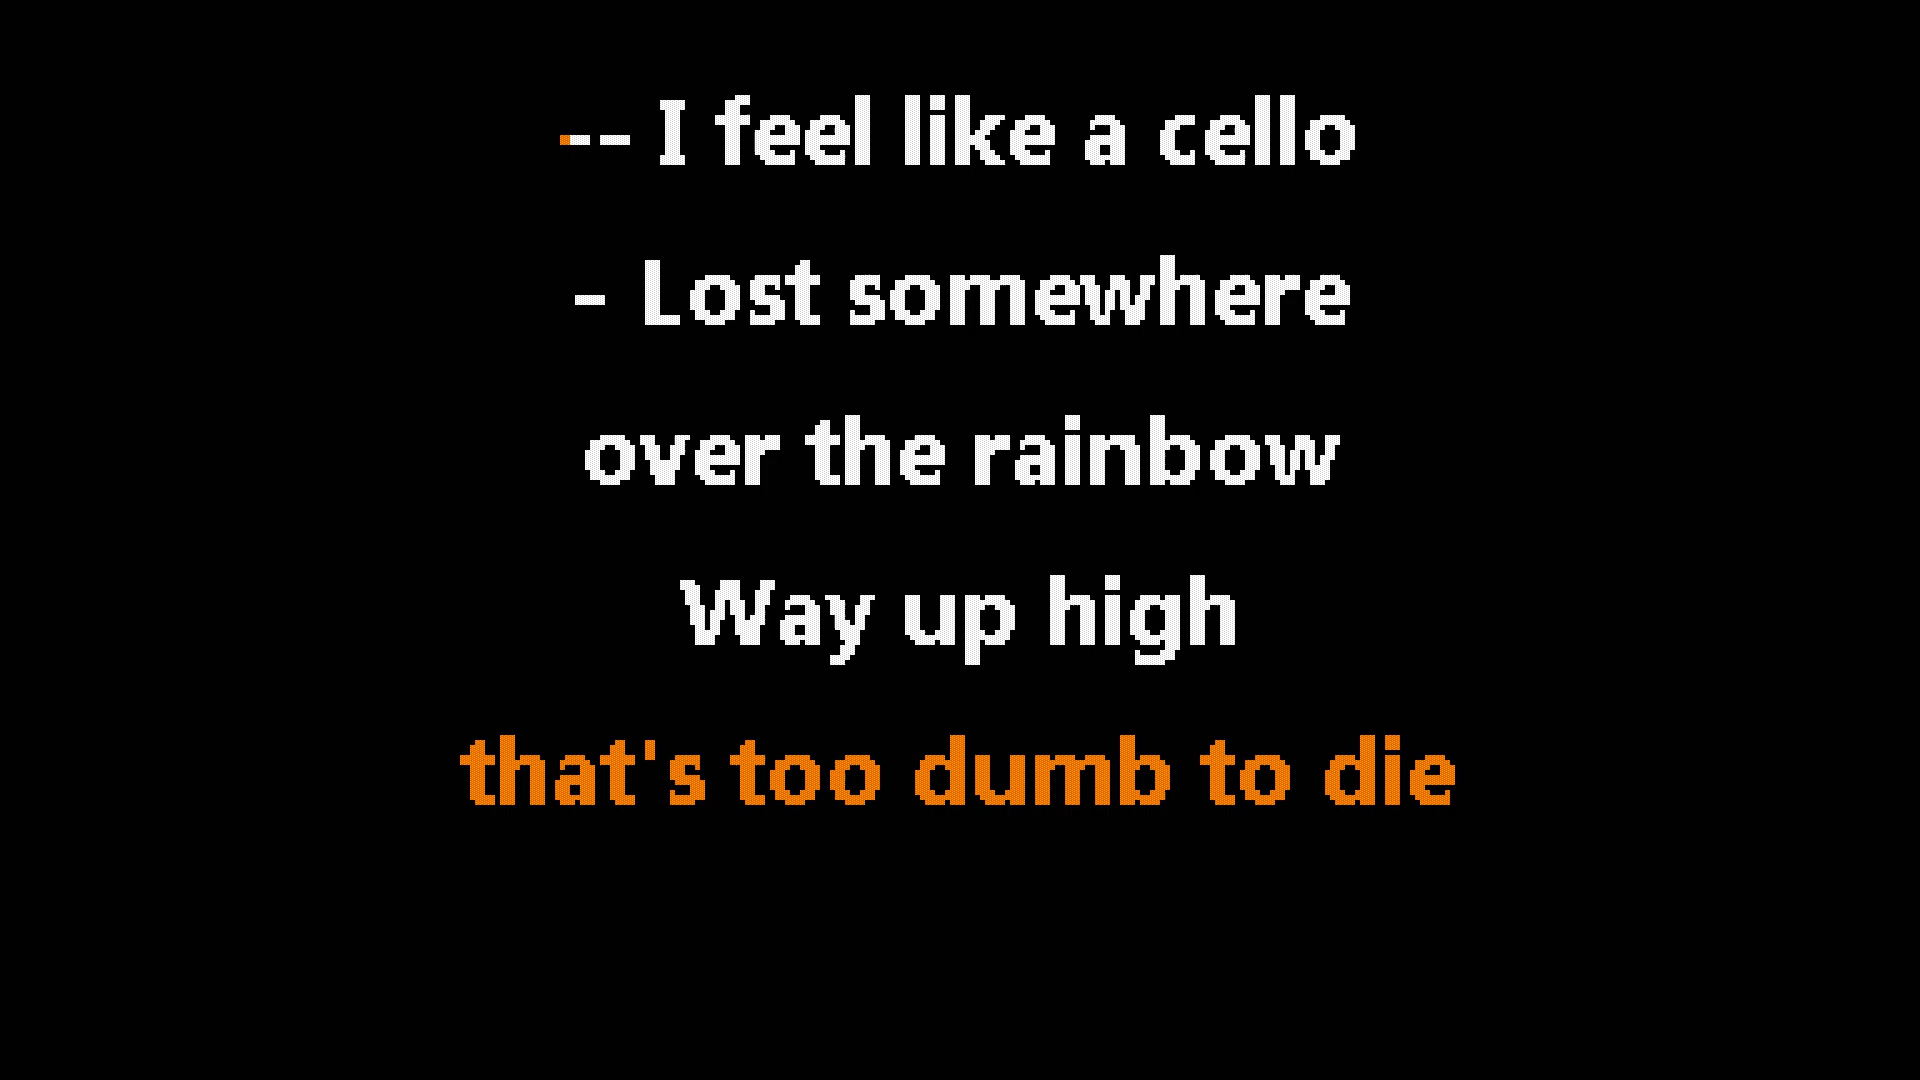 -- I feel like a cello
- Lost somewhere
over the rainbow
Way up high
that's too dumb to die